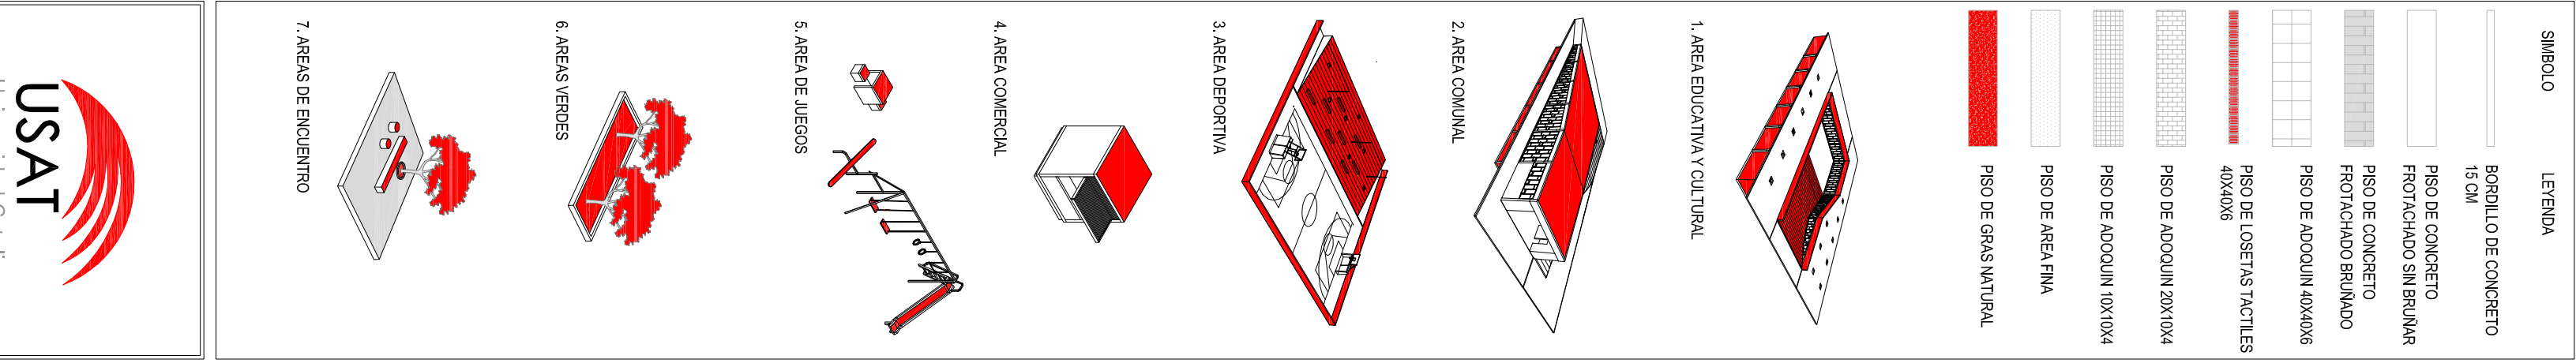 SIMBOLO
LEYENDA
BORDILLO DE CONCRETO
15 CM
PISO DE CONCRETO
FROTACHADO SIN BRUÑAR
PISO DE CONCRETO
FROTACHADO BRUÑADO
PISO DE ADOQUIN 40X40X6
PISO DE LOSETAS TACTILES
40X40X6
PISO DE ADOQUIN 20X10X4
PISO DE ADOQUIN 10X10X4
PISO DE AREA FINA
PISO DE GRAS NATURAL
1. AREA EDUCATIVA Y CULTURAL
2. AREA COMUNAL
3. AREA DEPORTIVA
4. AREA COMERCIAL
5. AREA DE JUEGOS
6. AREAS VERDES
7. AREAS DE ENCUENTRO
USAT